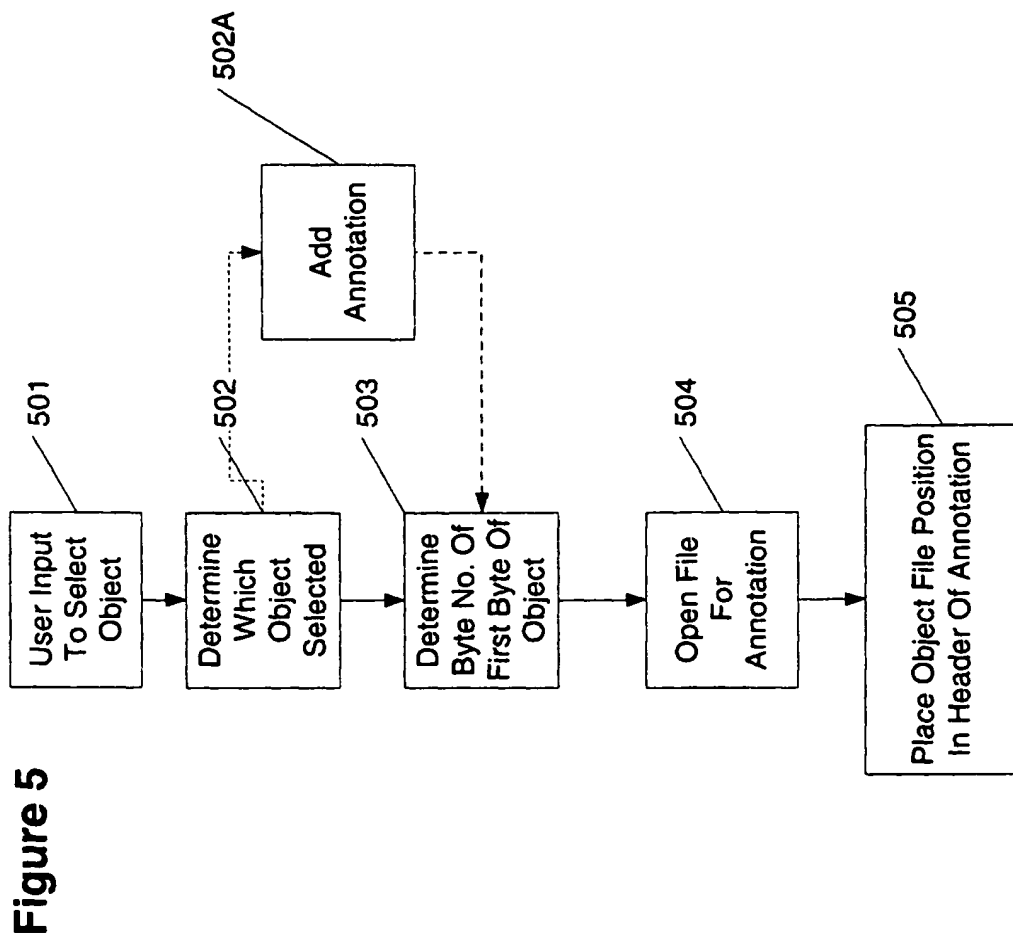 Figure 5
501
User Input
To Select
Object
502
Determine
Which
Object
Selected
502A
Add
Annotation
503
Determine
Byte No. Of
First Byte Of
Object
504
Open File
For
Annotation
505
Place Object File Position
In Header Of Annotation